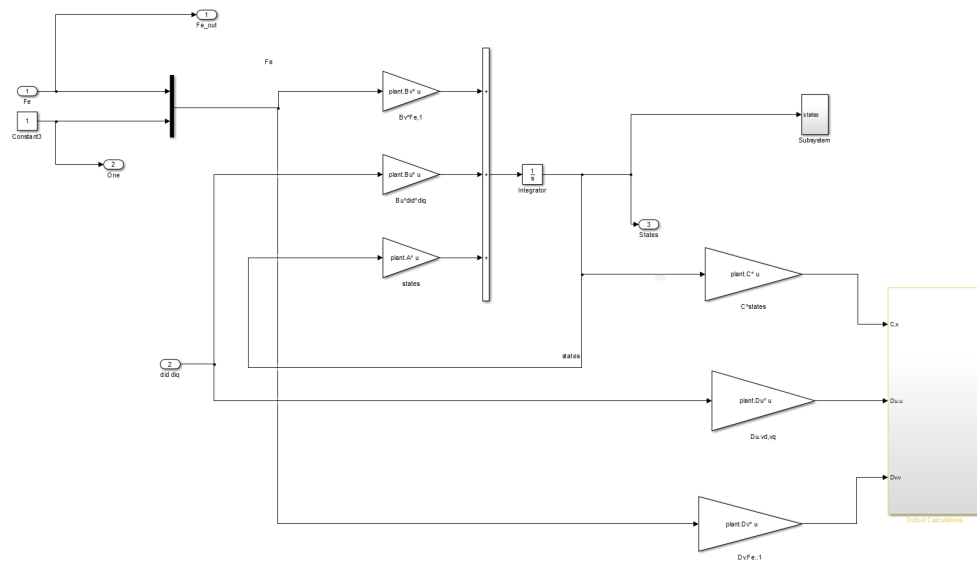 1
Fe_out
Fe
1
Fe
1
Constant3
2
One
plant.Bv* u
Bv*Fe,1
plant.Bu* u
Bu*did*diq
plant.A* u
states
1
s
Integrator
states
Subsystem
3
States
plant.C* u
C*states
states
2
did diq
C.x
plant.Du* u
Du.u
Du.vd,vq
Dv.v
plant.Dv* u
Output Calculations
Dv.Fe..1